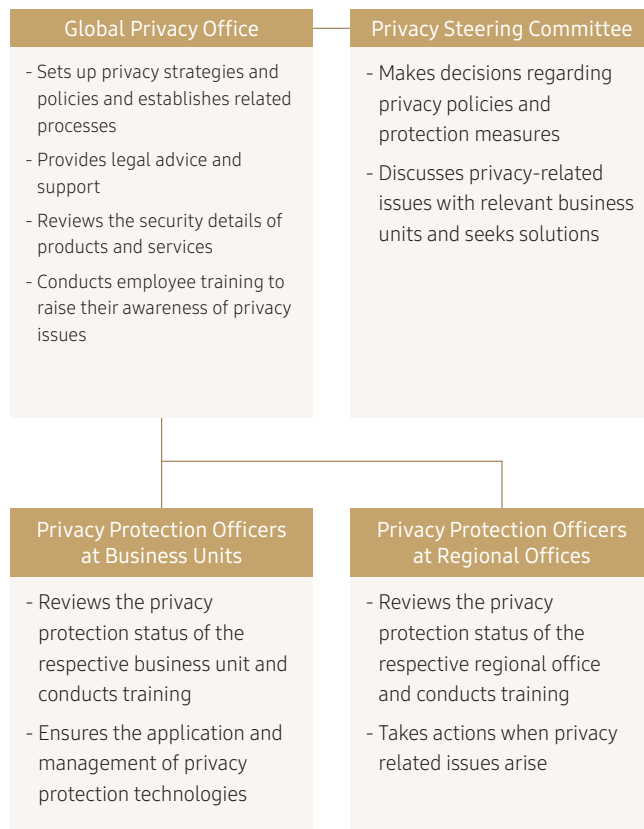 Global Privacy Office
- Sets up privacy strategies and
policies and establishes related
processes
- Provides legal advice and
support
- Reviews the security details of
products and services
- Conducts employee training to
raise their awareness of privacy
issues
Privacy Steering Committee
- Makes decisions regarding
privacy policies and
protection measures
- Discusses privacy-related
issues with relevant business
units and seeks solutions
Privacy Protection Officers
at Business Units
- Reviews the privacy
protection status of the
respective business unit and
conducts training
- Ensures the application and
management of privacy
protection technologies
Privacy Protection Officers
at Regional Offices
- Reviews the privacy
protection status of the
respective regional office
and conducts training
- Takes actions when privacy
related issues arise